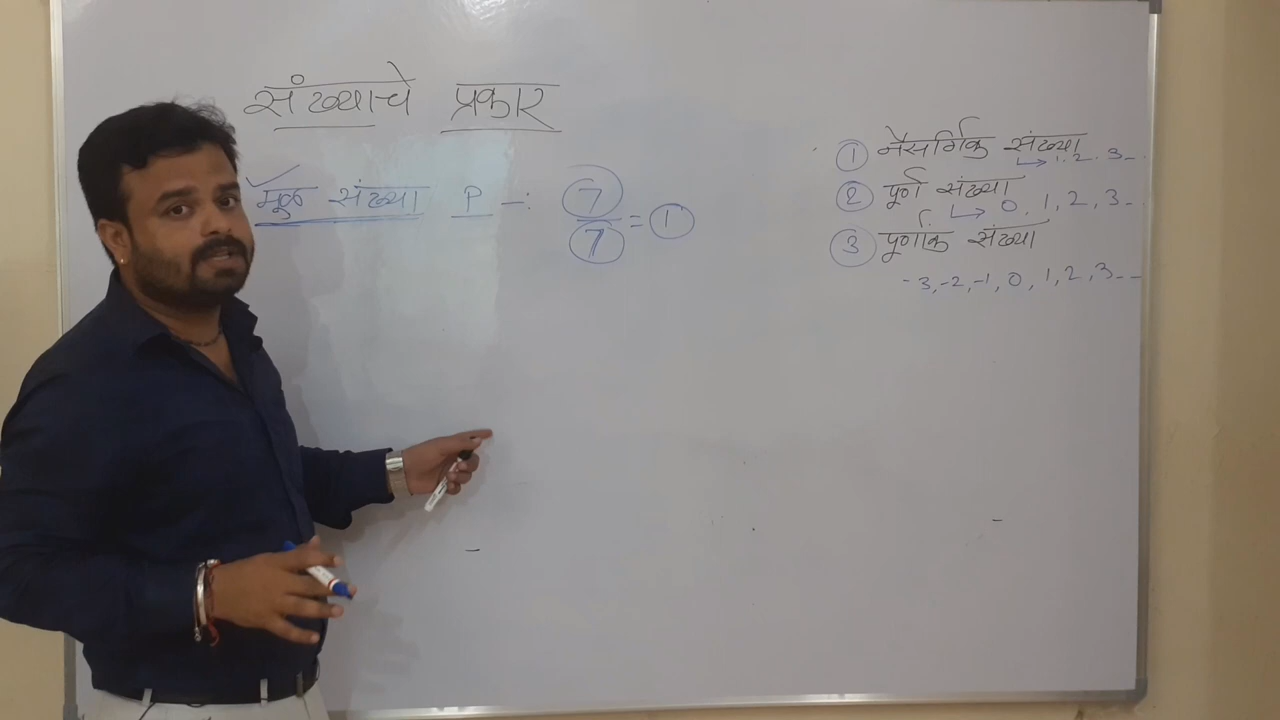 संख्याचे प्रकार
मूळ संख्या P -: 7/7 = 1
1 नैसर्गिक संख्या
→ 1, 2, 3--
2 पूर्ण संख्या
→ 0, 1, 2, 3--
3 पूर्णांक संख्या
-3, -2, -1, 0, 1, 2, 3--